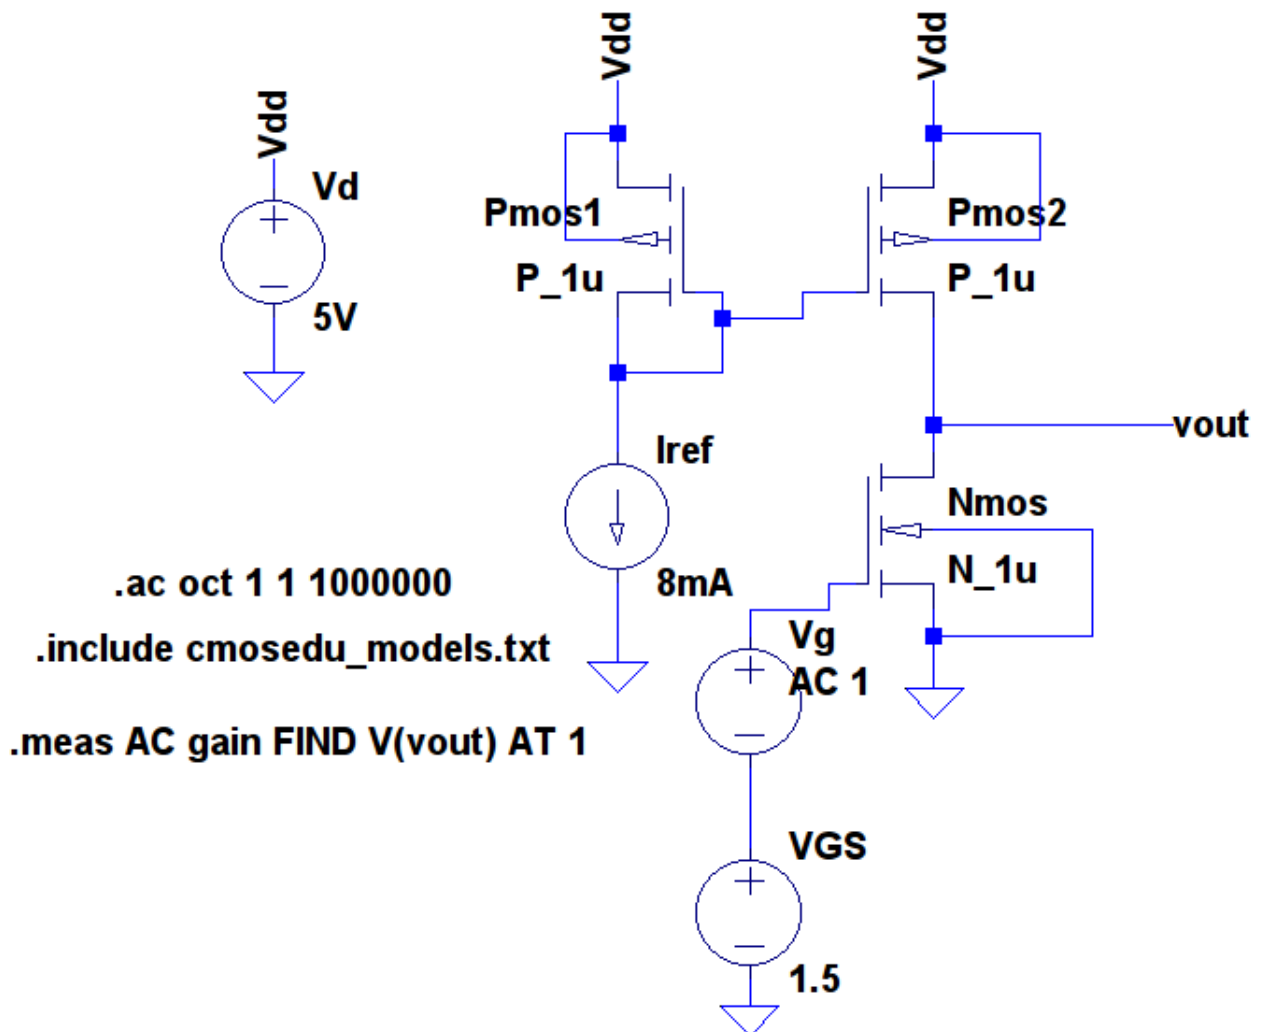 Vdd
Vdd
Vdd
Vd
5V
Pmos1
P_1u
Pmos2
P_1u
vout
Iref
8mA
Nmos
N_1u
.ac oct 1 1 1000000
.include cmosedu_models.txt
.meas AC gain FIND V(vout) AT 1
Vg
AC 1
VGS
1.5